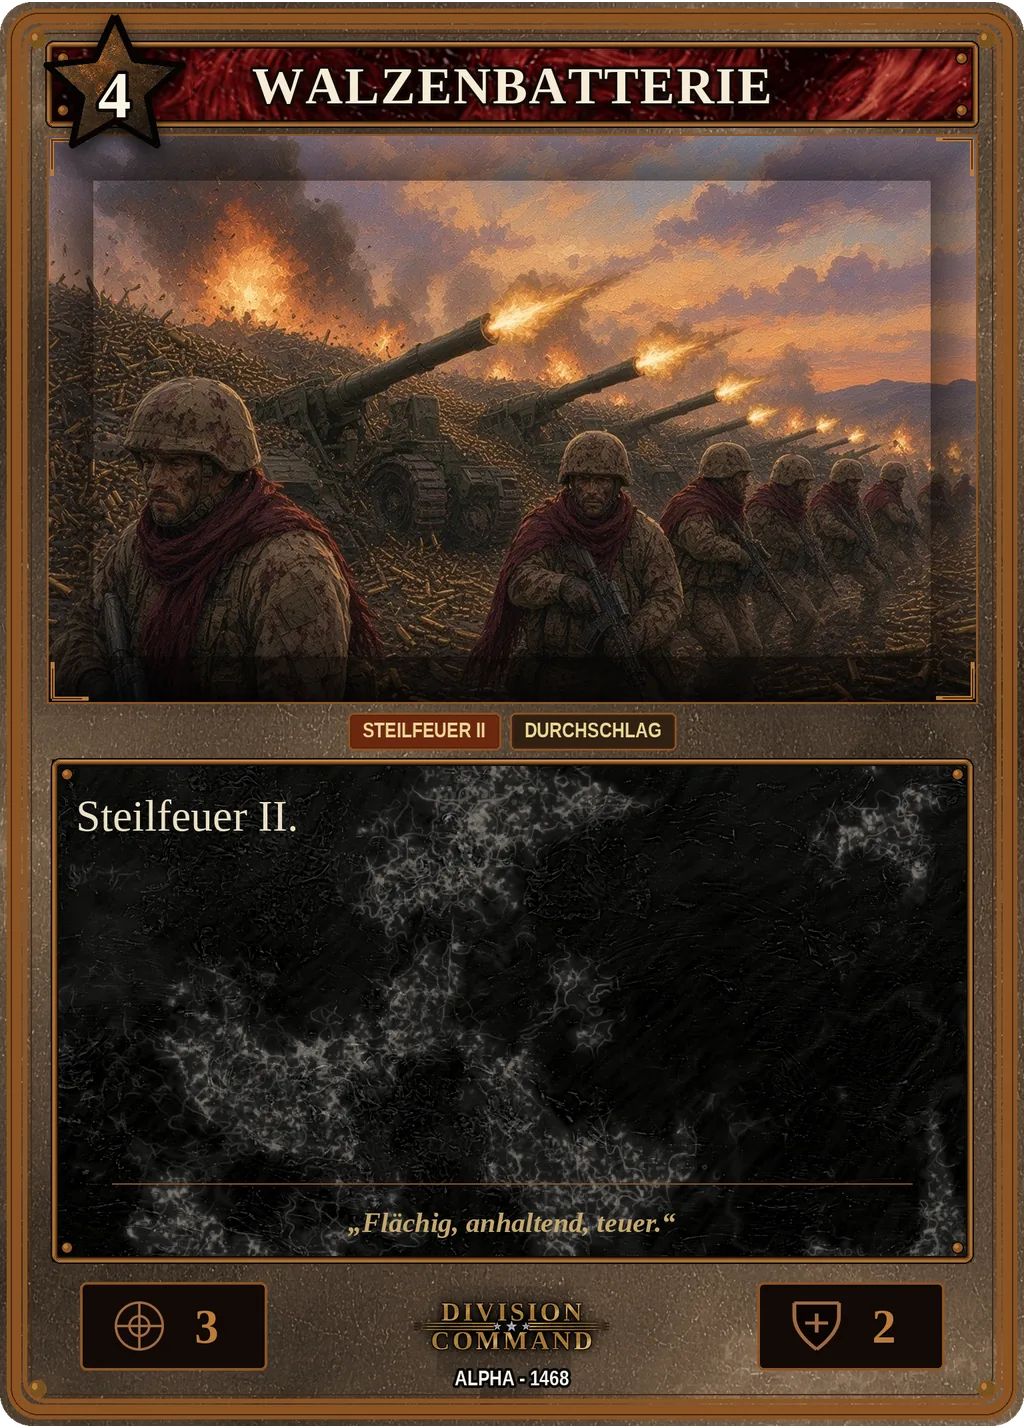 4
WALZENBATTERIE
STEILFEUER II
DURCHSCHLAG
Steilfeuer II.
„Flächig, anhaltend, teuer.“
3
DIVISION
COMMAND
2
ALPHA - 1468